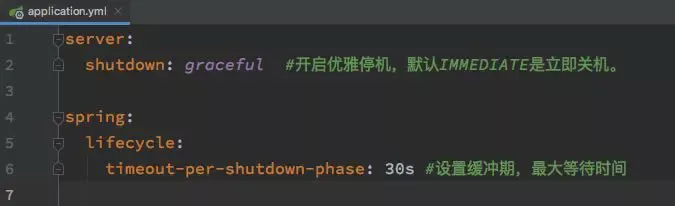 application.yml
1 server:
2 shutdown: graceful #开启优雅停机，默认IMMEDIATE是立即关机。
3
4 spring:
5 lifecycle:
6 timeout-per-shutdown-phase: 30s #设置缓冲期，最大等待时间
7